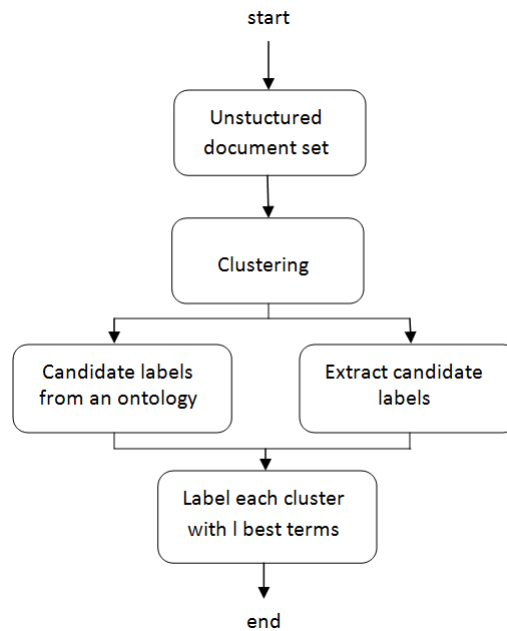 start
Unstuctured
document set
Clustering
Candidate labels
from an ontology
Extract candidate
labels
Label each cluster
with l best terms
end